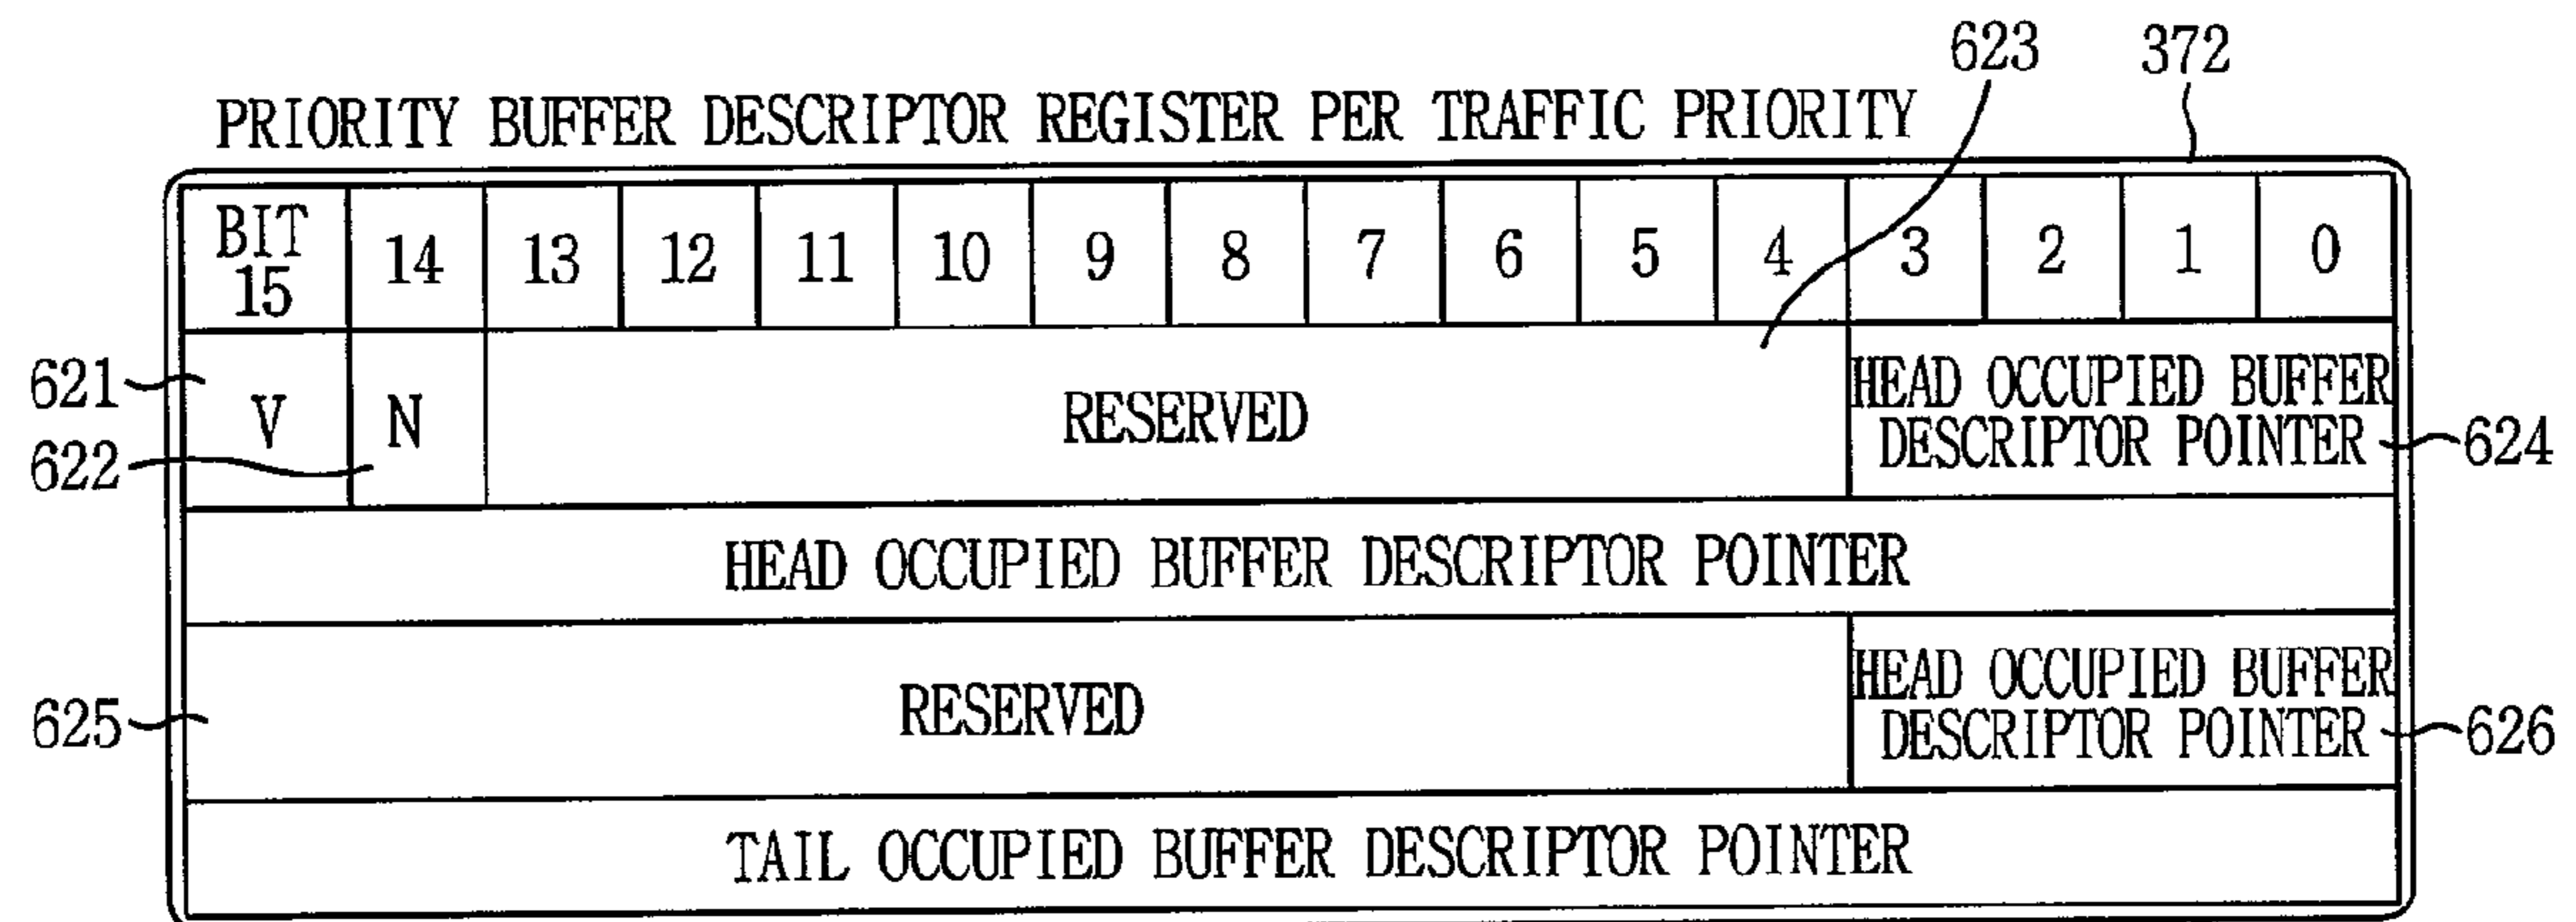 623 372
PRIORITY BUFFER DESCRIPTOR REGISTER PER TRAFFIC PRIORITY
BIT 15 14 13 12 11 10 9 8 7 6 5 4 3 2 1 0
621 622 V N RESERVED HEAD OCCUPIED BUFFER
DESCRIPTOR POINTER 624
HEAD OCCUPIED BUFFER DESCRIPTOR POINTER
625 RESERVED HEAD OCCUPIED BUFFER
DESCRIPTOR POINTER 626
TAIL OCCUPIED BUFFER DESCRIPTOR POINTER